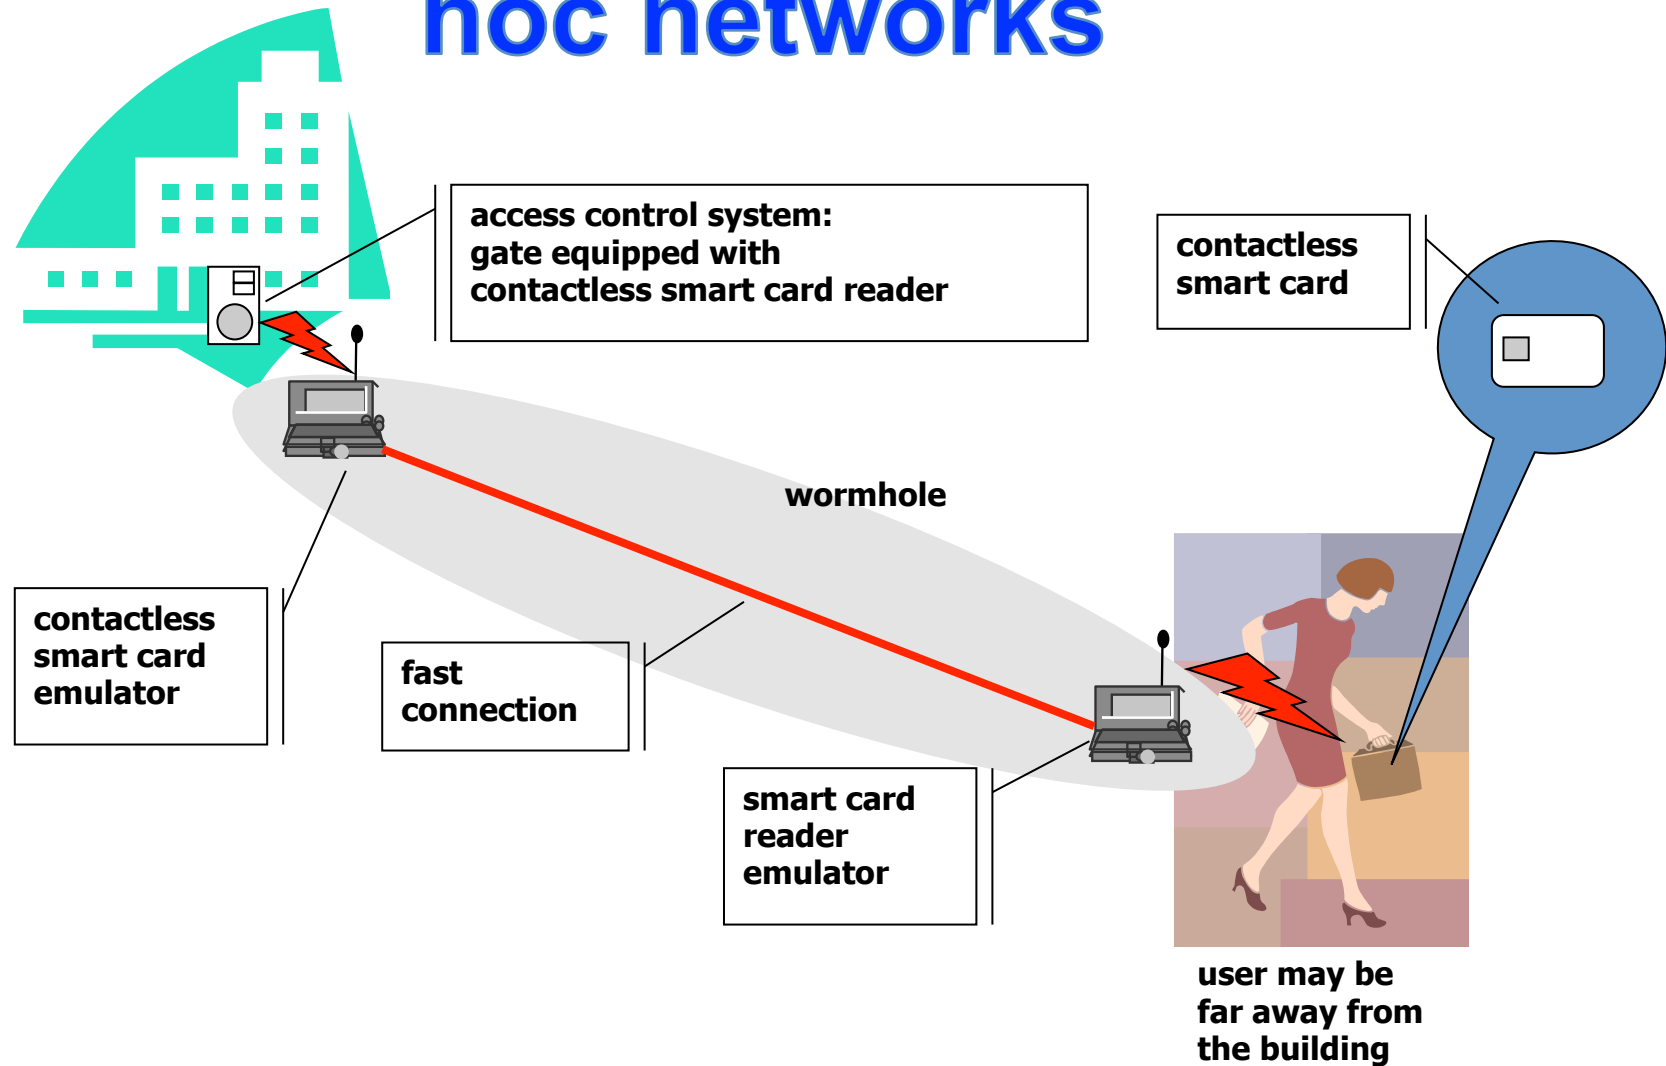 hoc networks
access control system:
gate equipped with
contactless smart card reader
contactless
smart card
wormhole
contactless
smart card
emulator
fast
connection
smart card
reader
emulator
user may be
far away from
the building